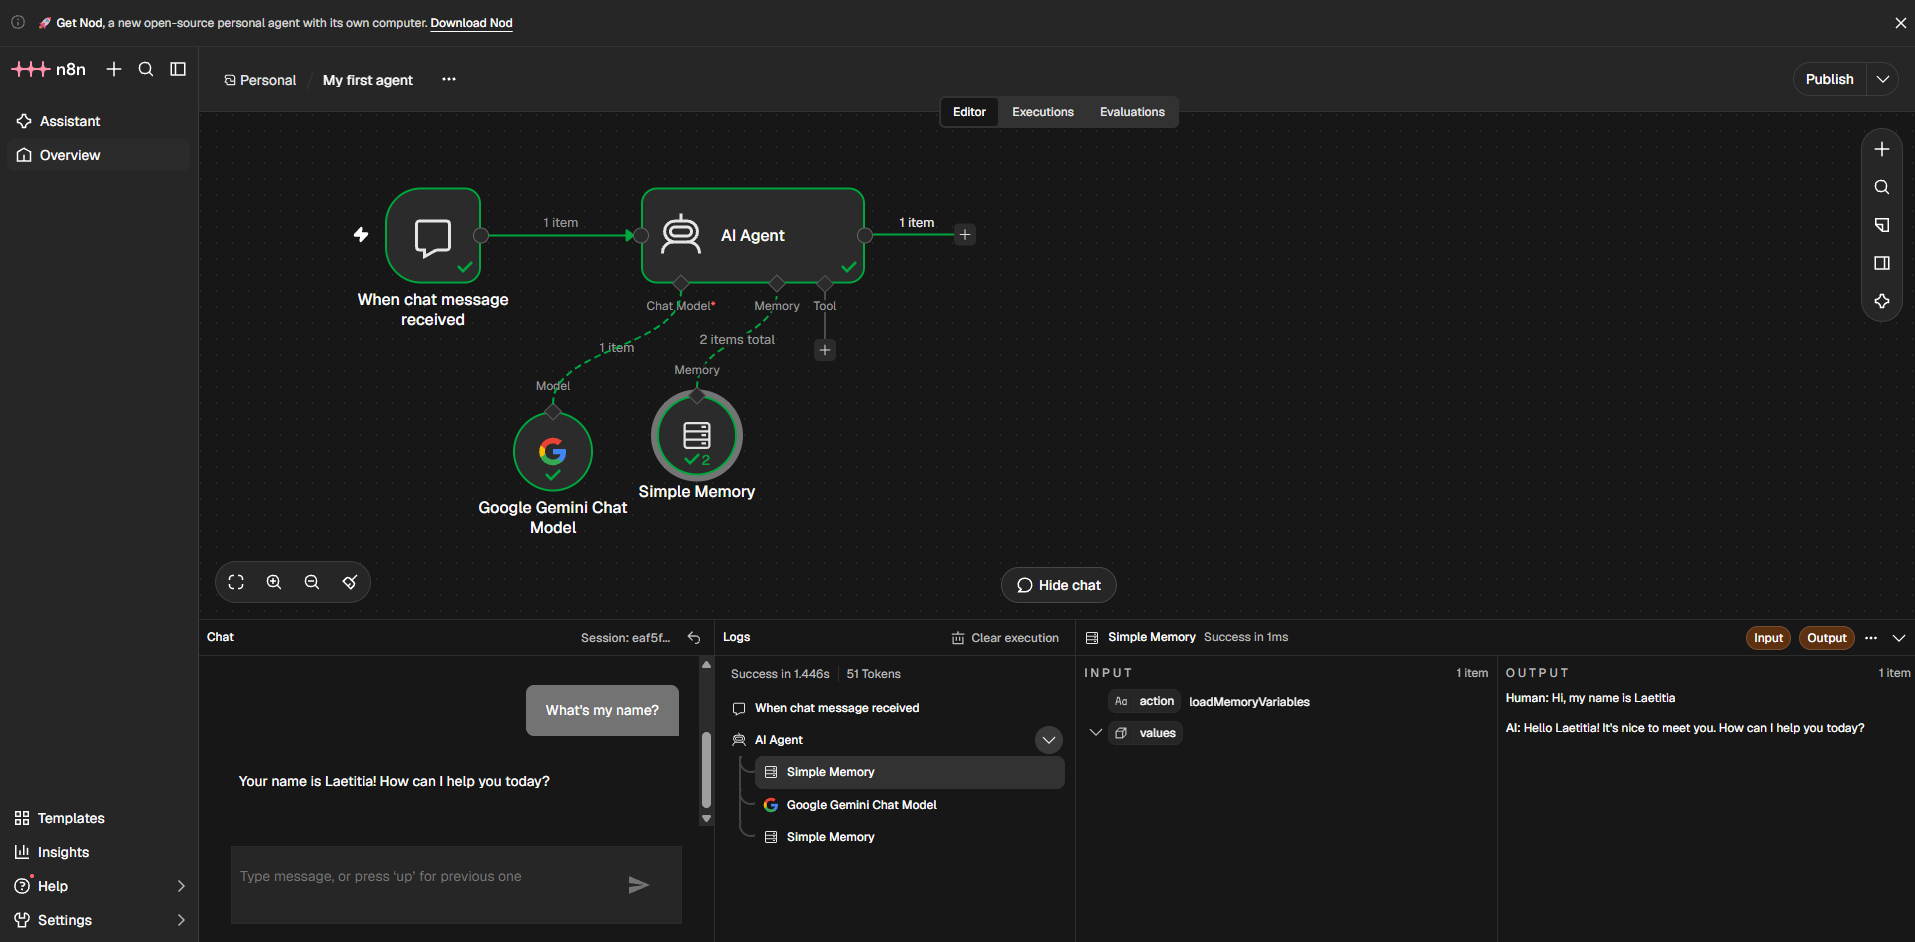 🚀 Get Nod, a new open-source personal agent with its own computer. Download Nod
n8n
Personal / My first agent
Publish
Editor Executions Evaluations
Assistant
Overview
1 item
AI Agent
1 item
When chat message
received
Chat Model*
Memory
Tool
1 item
2 items total
Model
Memory
2
Google Gemini Chat
Model
Simple Memory
Hide chat
Templates
Insights
Help
Settings
Chat
Session: eaf5f...
What's my name?
Your name is Laetitia! How can I help you today?
Type message, or press 'up' for previous one
Logs
Clear execution
Success in 1.446s 51 Tokens
When chat message received
AI Agent
Simple Memory
Google Gemini Chat Model
Simple Memory
Simple Memory Success in 1ms
Input Output
INPUT
1 item
Aa action loadMemoryVariables
values
OUTPUT
1 item
Human: Hi, my name is Laetitia
AI: Hello Laetitia! It's nice to meet you. How can I help you today?